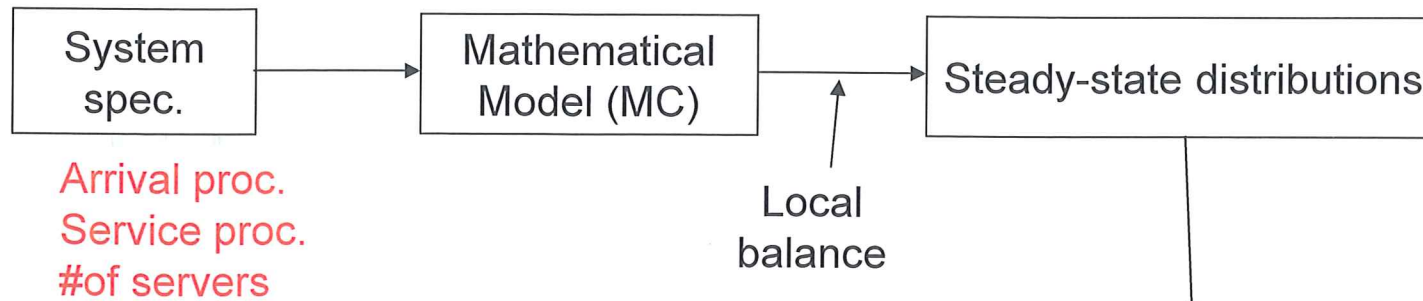 System
spec.
Mathematical
Model (MC)
Steady-state distributions
Arrival proc.
Service proc.
#of servers
Local
balance